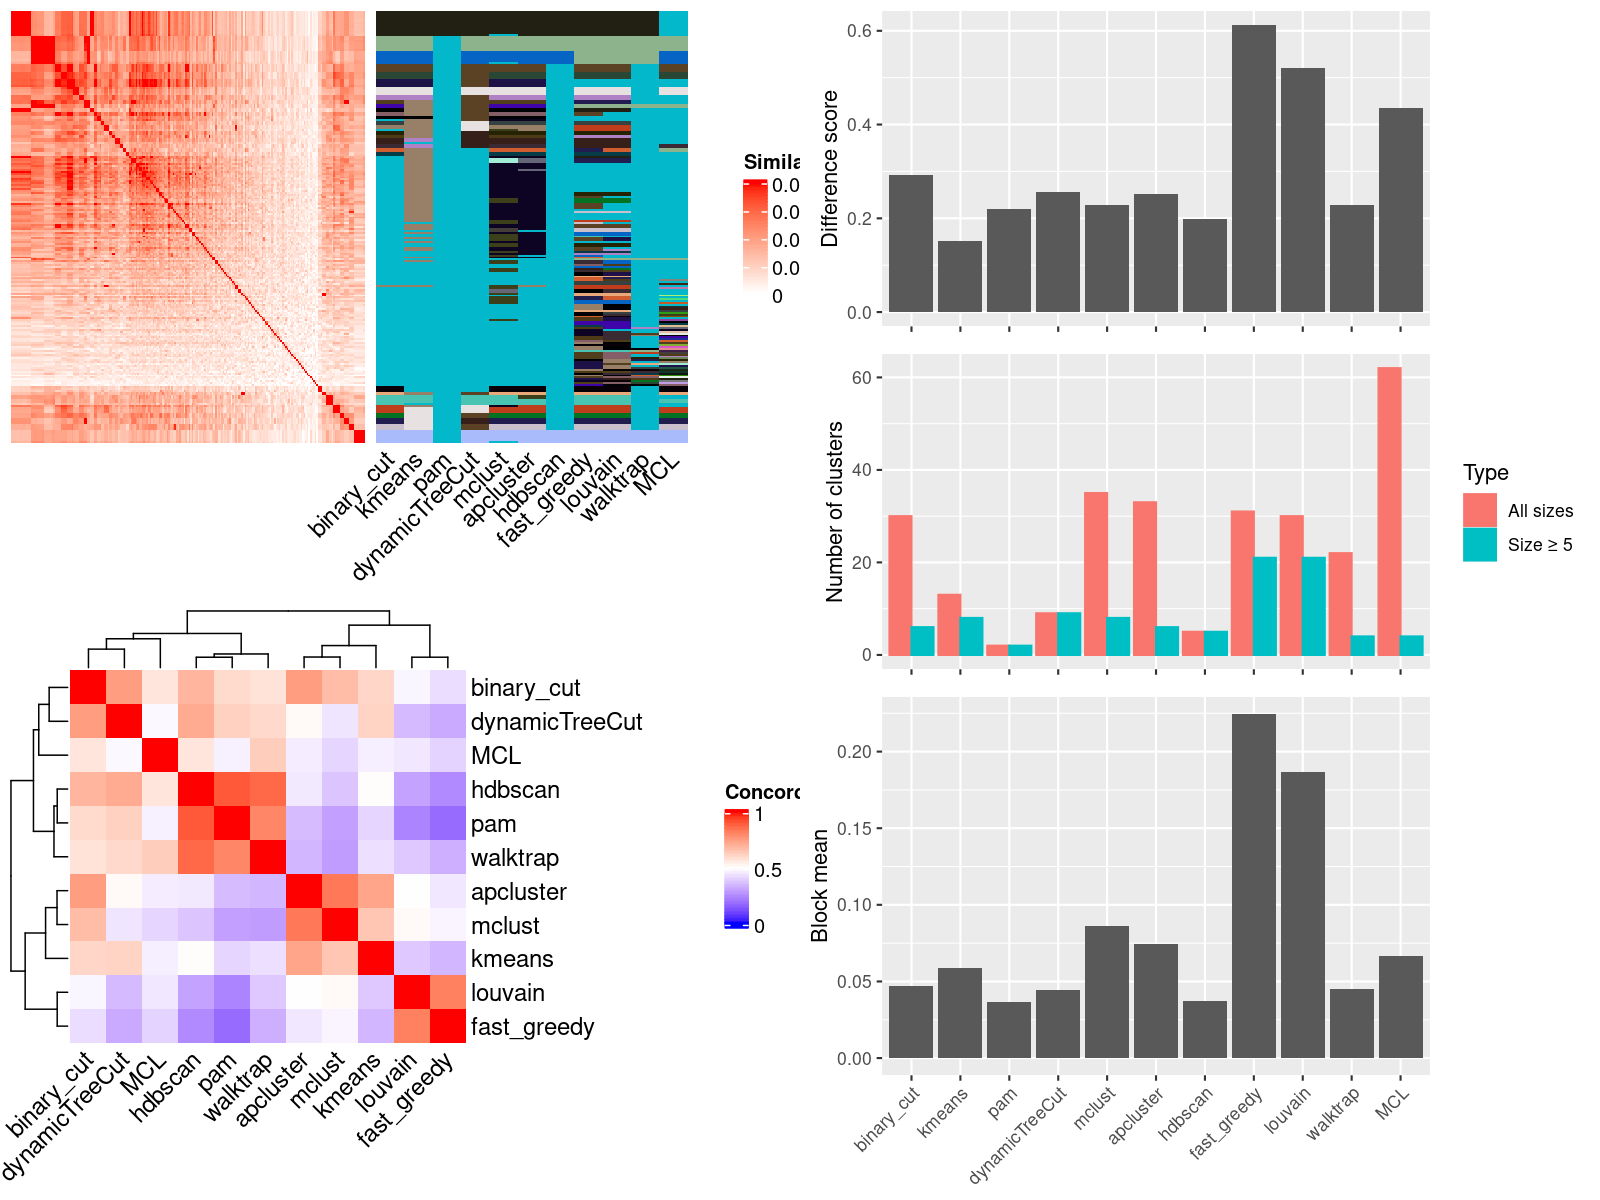 Simila
0.0
0.0
0.0
0.0
0
binary_cut
kmeans
pam
dynamicTreeCut
mclust
apcluster
hdbscan
fast_greedy
louvain
walktrap
MCL
binary_cut
dynamicTreeCut
MCL
hdbscan
pam
walktrap
apcluster
mclust
kmeans
louvain
fast_greedy
binary_cut
dynamicTreeCut
MCL
hdbscan
pam
walktrap
apcluster
mclust
kmeans
louvain
fast_greedy
Concord
1
0.5
0
Difference score
0.6
0.4
0.2
0.0
Number of clusters
60
40
20
0
Type
All sizes
Size ≥ 5
Block mean
0.20
0.15
0.10
0.05
0.00
binary_cut
kmeans
pam
dynamicTreeCut
mclust
apcluster
hdbscan
fast_greedy
louvain
walktrap
MCL